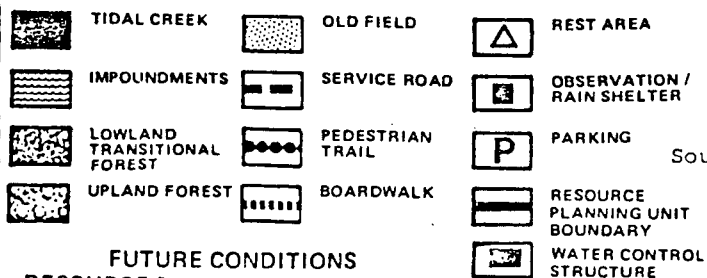 TIDAL CREEK
IMPOUNDMENTS
LOWLAND
TRANSITIONAL
FOREST
UPLAND FOREST
OLD FIELD
SERVICE ROAD
PEDESTRIAN
TRAIL
BOARDWALK
REST AREA
OBSERVATION /
RAIN SHELTER
P
PARKING
Sou
RESOURCE
PLANNING UNIT
BOUNDARY
WATER CONTROL
STRUCTURE
FUTURE CONDITIONS